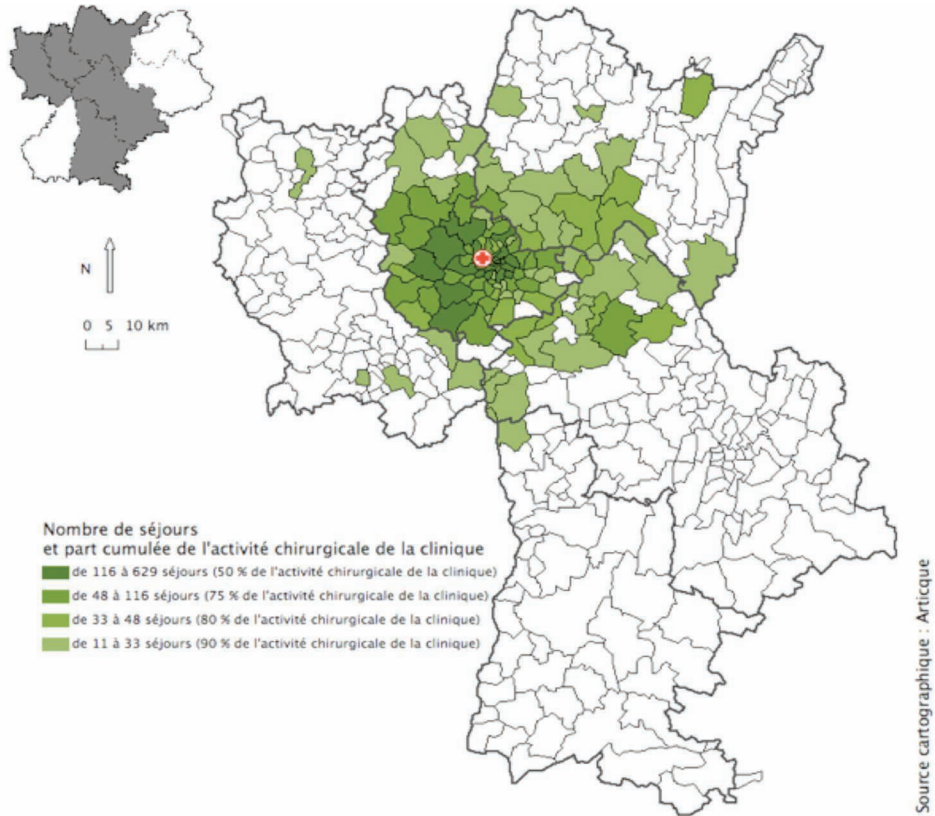 N
0 5 10 km
Nombre de séjours
et part cumulée de l'activité chirurgicale de la clinique
de 116 à 629 séjours (50 % de l'activité chirurgicale de la clinique)
de 48 à 116 séjours (75 % de l'activité chirurgicale de la clinique)
de 33 à 48 séjours (80 % de l'activité chirurgicale de la clinique)
de 11 à 33 séjours (90 % de l'activité chirurgicale de la clinique)
Source cartographique : Articque